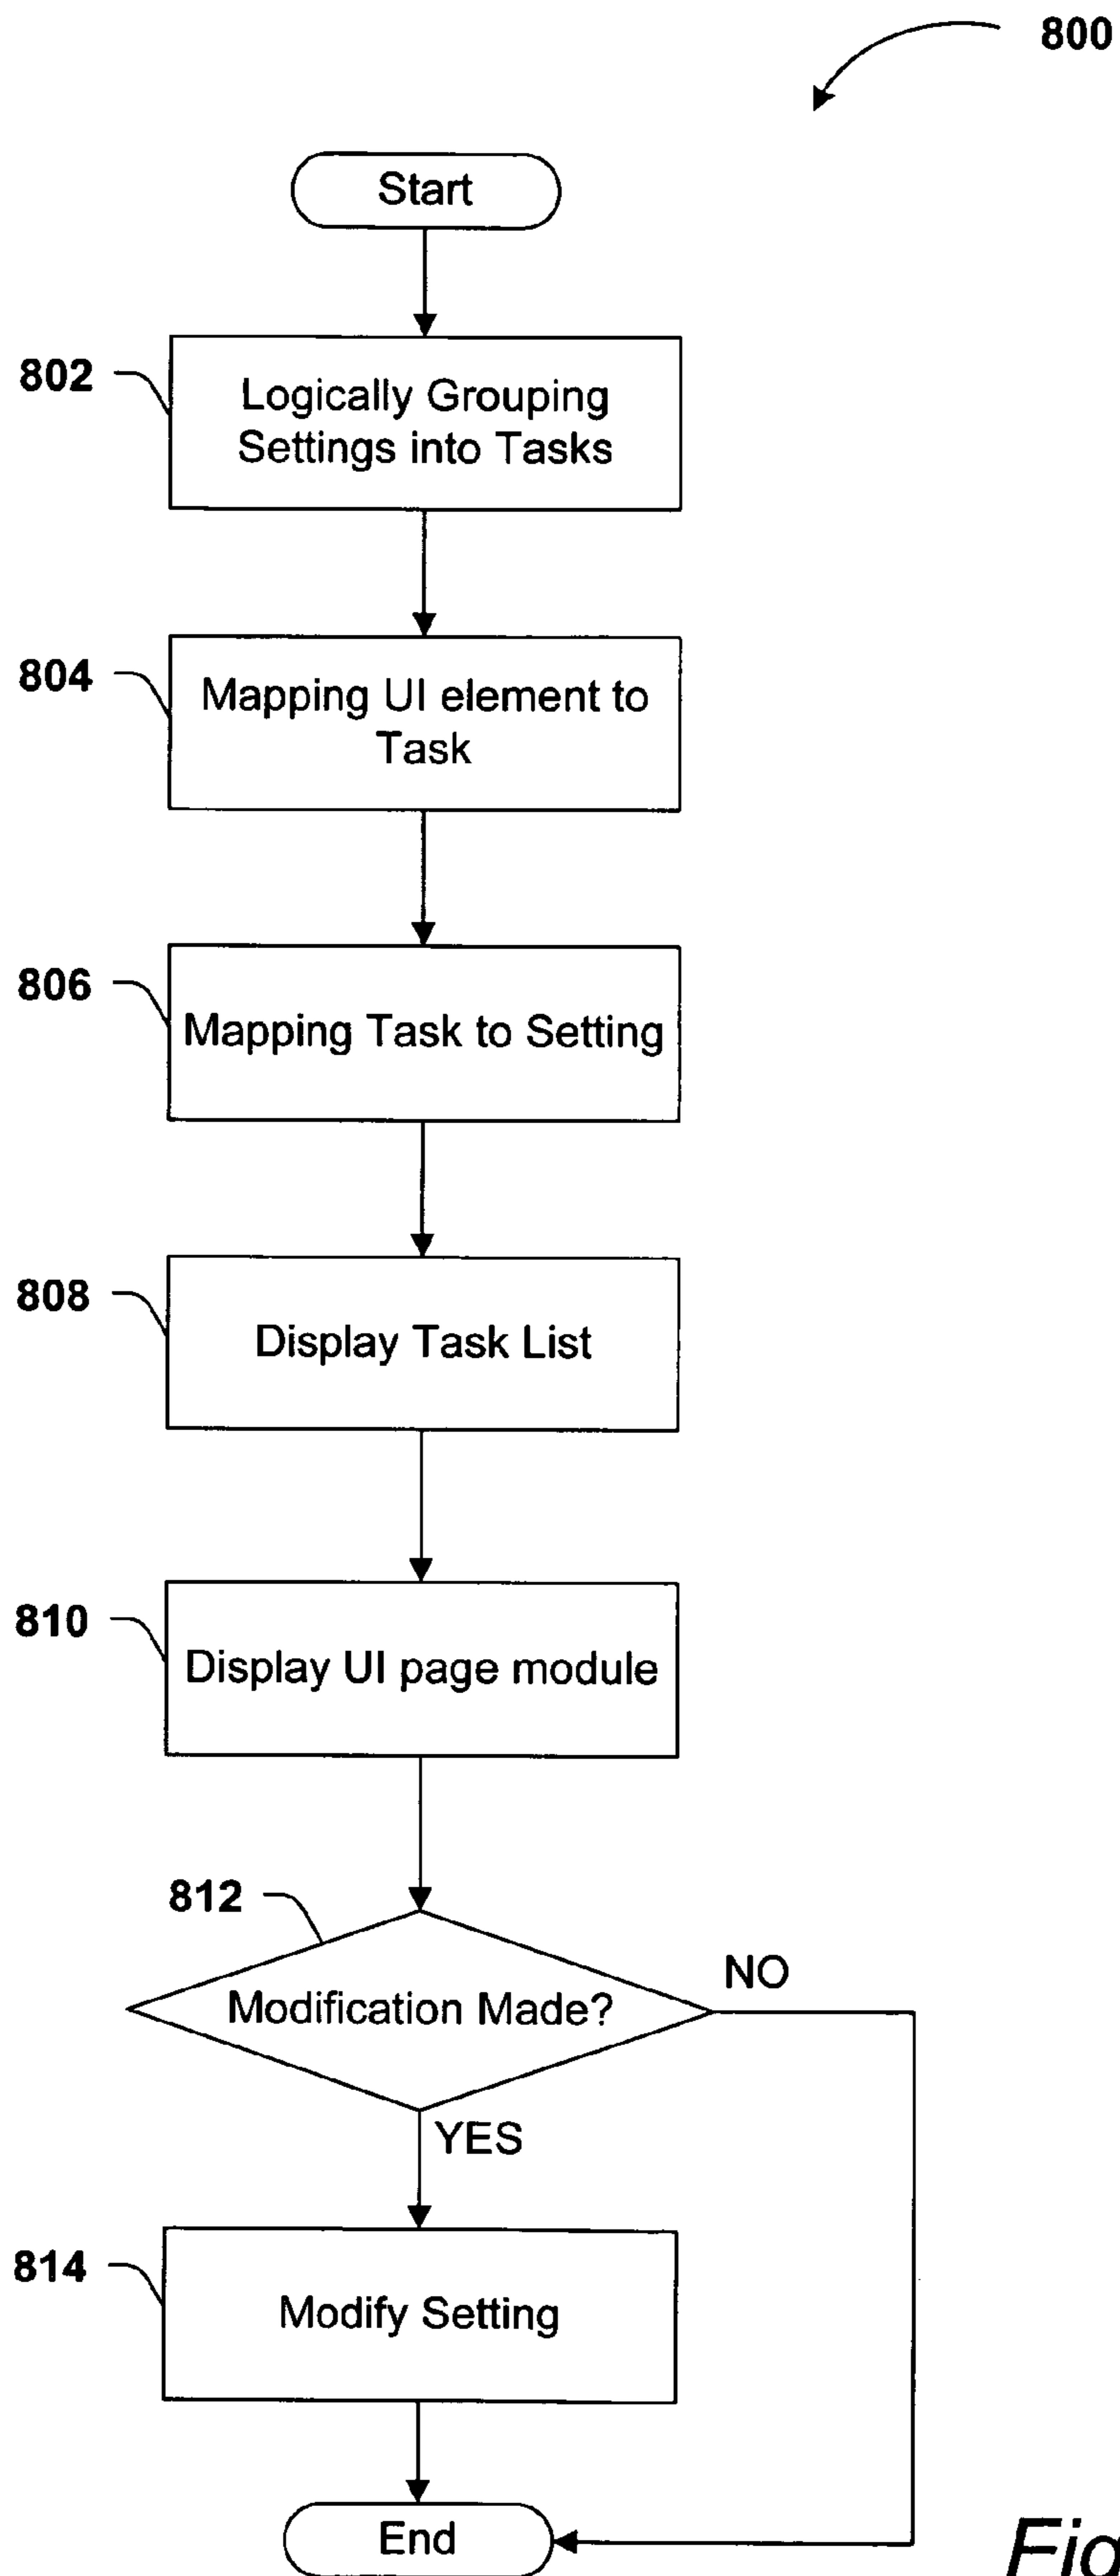 800
Start
802
Logically Grouping
Settings into Tasks
804
Mapping UI element to
Task
806
Mapping Task to Setting
808
Display Task List
810
Display UI page module
812
Modification Made?
NO
YES
814
Modify Setting
End
Fig